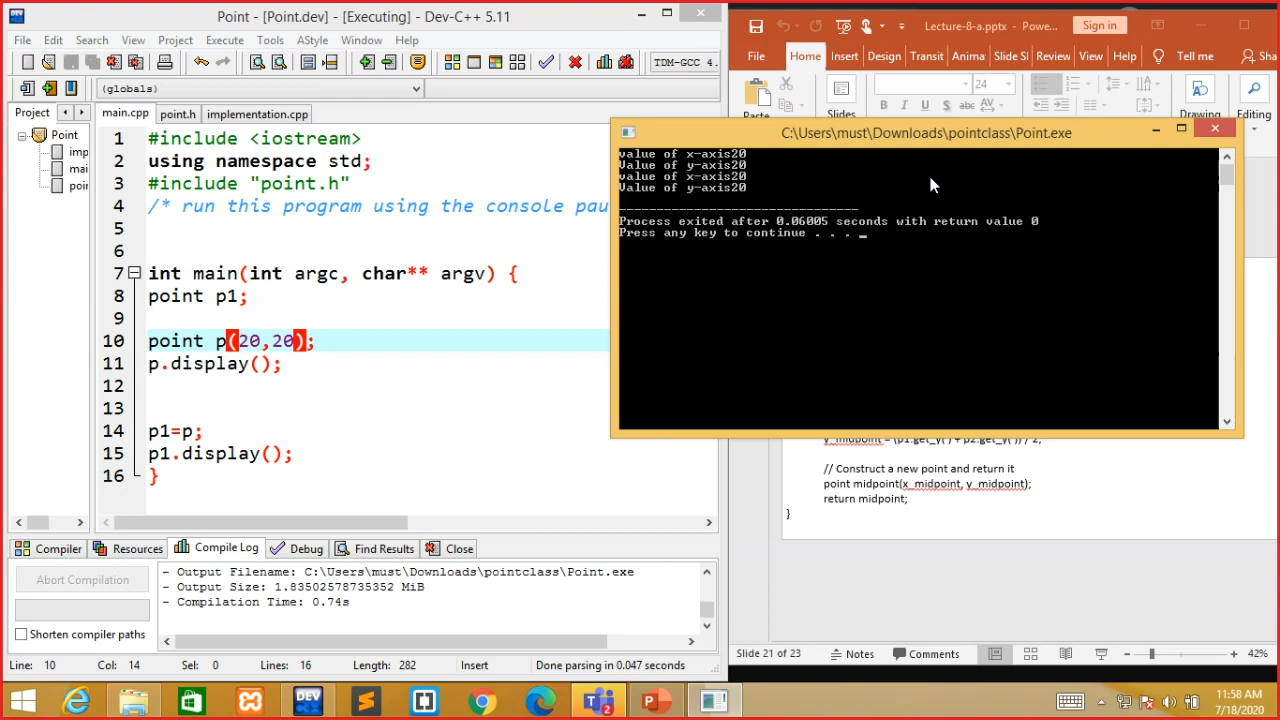 Point - [Point.dev] - [Executing] - Dev-C++ 5.11
File Edit Search View Project Execute Tools AStyle Window Help
TDM-GCC 4.
(globals)
Project
Point
imp
mai
poi
main.cpp point.h implementation.cpp
1 #include <iostream>
2 using namespace std;
3 #include "point.h"
4 /* run this program using the console pau
5
6
7 int main(int argc, char** argv) {
8 point p1;
9
10 point p(20,20);
11 p.display();
12
13
14 p1=p;
15 p1.display();
16 }
Compiler Resources Compile Log Debug Find Results Close
Abort Compilation
Shorten compiler paths
- Output Filename: C:\Users\must\Downloads\pointclass\Point.exe
- Output Size: 1.83502578735352 MiB
- Compilation Time: 0.74s
Line: 10 Col: 14 Sel: 0 Lines: 16 Length: 282 Insert Done parsing in 0.047 seconds
Lecture-8-a.pptx - Powe... Sign in
File Home Insert Design Transit Anima Slide Sl Review View Help Tell me Sha
24
B I U S abc AV
Paste Slides Drawing Editing
C:\Users\must\Downloads\pointclass\Point.exe
value of x-axis20
Value of y-axis20
value of x-axis20
Value of y-axis20
--------------------------------
Process exited after 0.06005 seconds with return value 0
Press any key to continue . . . _
y_midpoint = (p1.get_y() + p2.get_y()) / 2;
// Construct a new point and return it
point midpoint(x_midpoint, y_midpoint);
return midpoint;
}
Slide 21 of 23 Notes Comments 42%
DEV
2
11:58 AM
7/18/2020